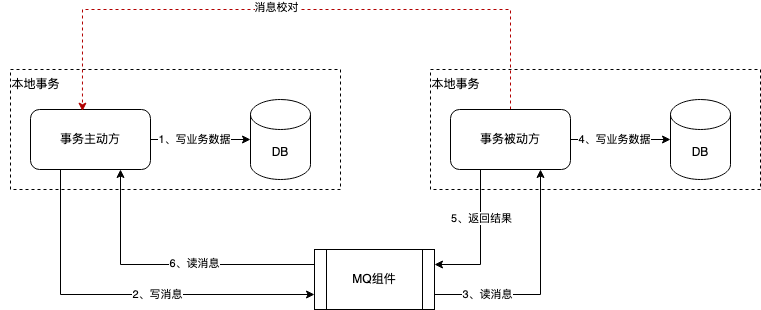 消息校对
本地事务
本地事务
事务主动方
1、写业务数据
DB
事务被动方
4、写业务数据
DB
5、返回结果
6、读消息
MQ组件
2、写消息
3、读消息